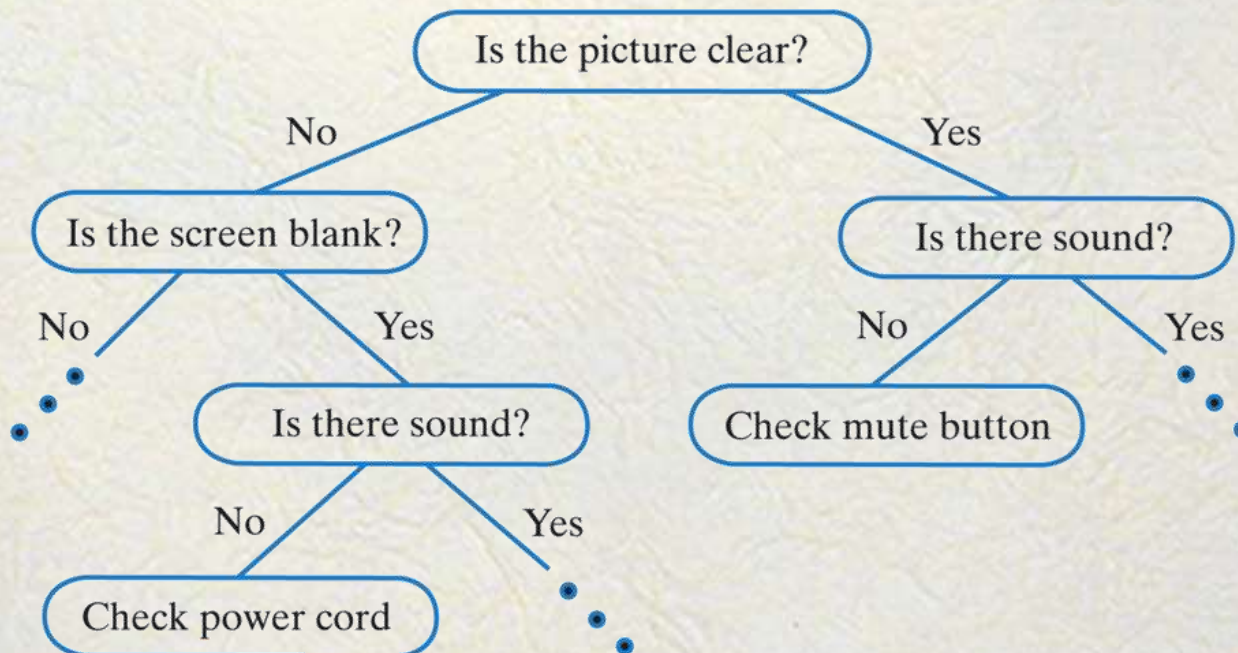 Is the picture clear?
No
Yes
Is the screen blank?
Is there sound?
No
Yes
No
Yes
Is there sound?
Check mute button
No
Yes
Check power cord